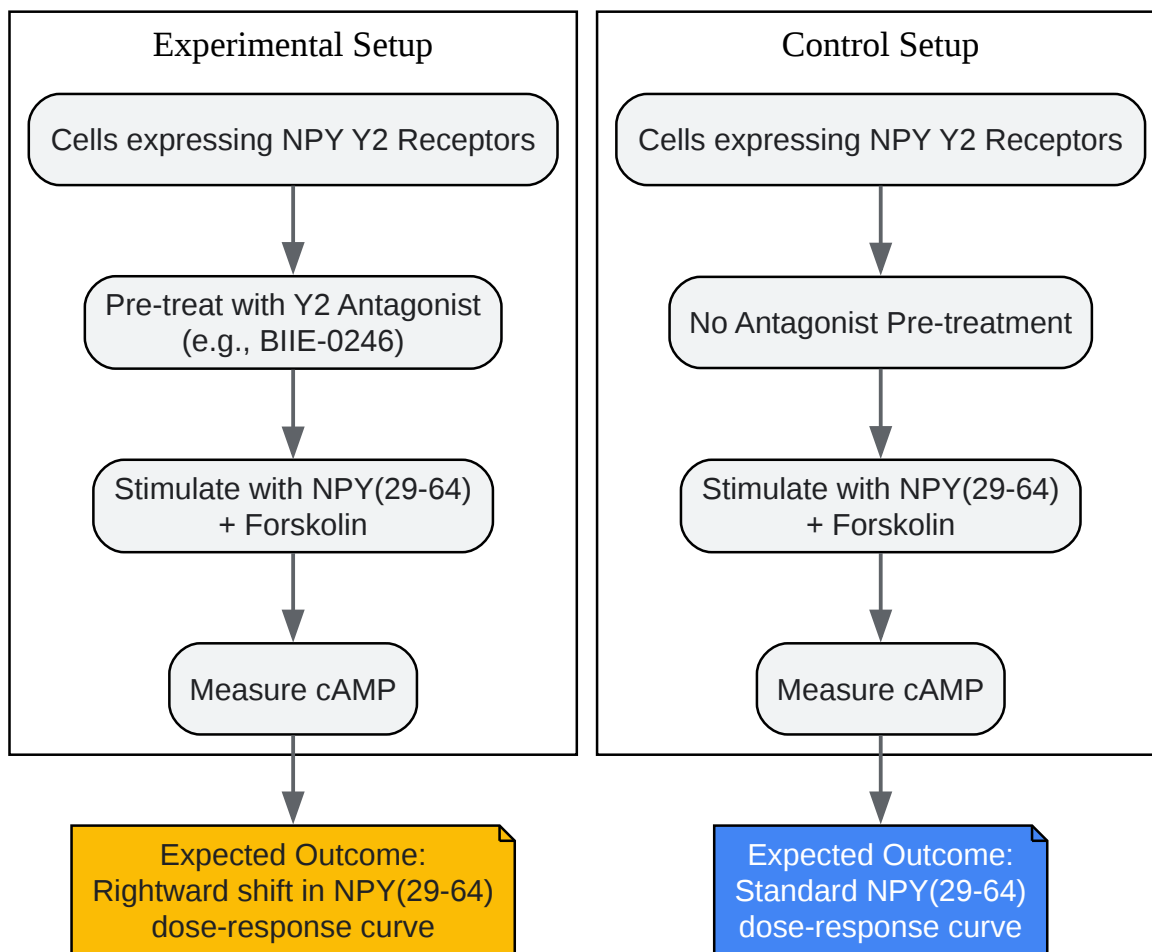 Experimental Setup
Cells expressing NPY Y2 Receptors
Pre-treat with Y2 Antagonist
(e.g., BIIE-0246)
Stimulate with NPY(29-64)
+ Forskolin
Measure cAMP
Expected Outcome:
Rightward shift in NPY(29-64)
dose-response curve
Control Setup
Cells expressing NPY Y2 Receptors
No Antagonist Pre-treatment
Stimulate with NPY(29-64)
+ Forskolin
Measure cAMP
Expected Outcome:
Standard NPY(29-64)
dose-response curve